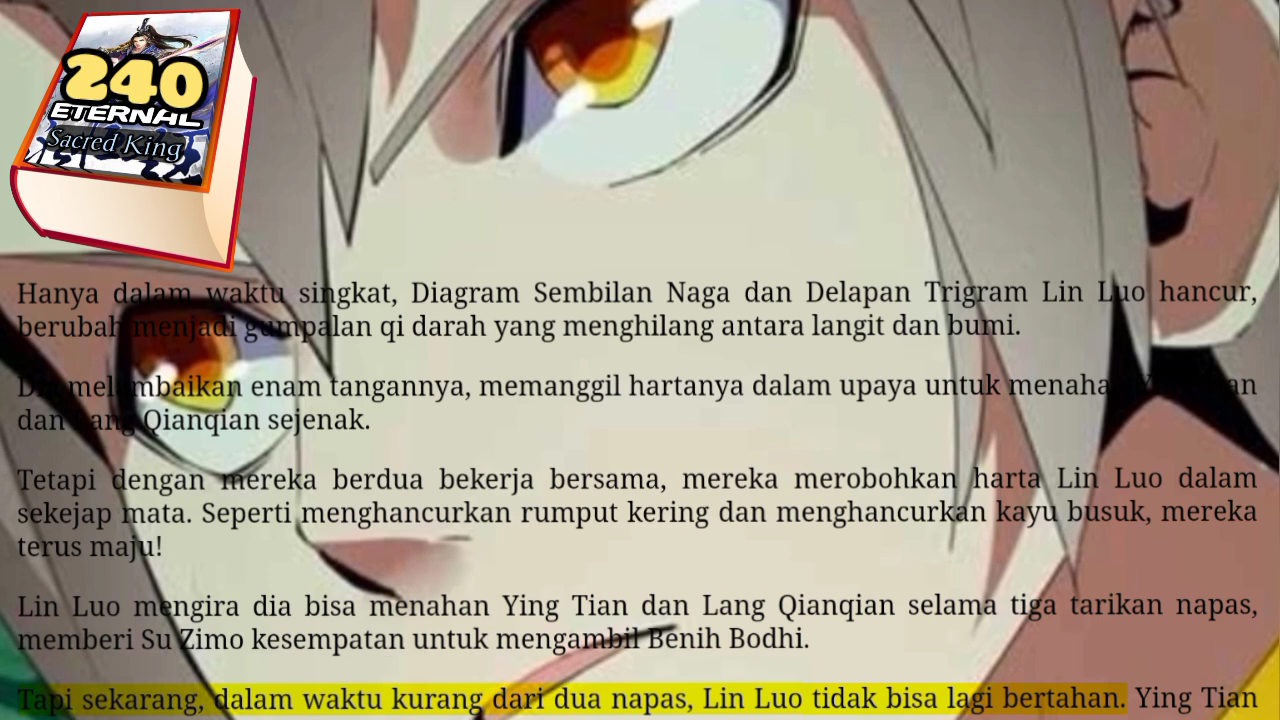 240
ETERNAL
Sacred King
Hanya dalam waktu singkat, Diagram Sembilan Naga dan Delapan Trigram Lin Luo hancur,
berubah menjadi gumpalan qi darah yang menghilang antara langit dan bumi.
Dia melambaikan enam tangannya, memanggil hartanya dalam upaya untuk menahan Ying Tian
dan Lang Qianqian sejenak.
Tetapi dengan mereka berdua bekerja bersama, mereka merobohkan harta Lin Luo dalam
sekejap mata. Seperti menghancurkan rumput kering dan menghancurkan kayu busuk, mereka
terus maju!
Lin Luo mengira dia bisa menahan Ying Tian dan Lang Qianqian selama tiga tarikan napas,
memberi Su Zimo kesempatan untuk mengambil Benih Bodhi.
Tapi sekarang, dalam waktu kurang dari dua napas, Lin Luo tidak bisa lagi bertahan. Ying Tian